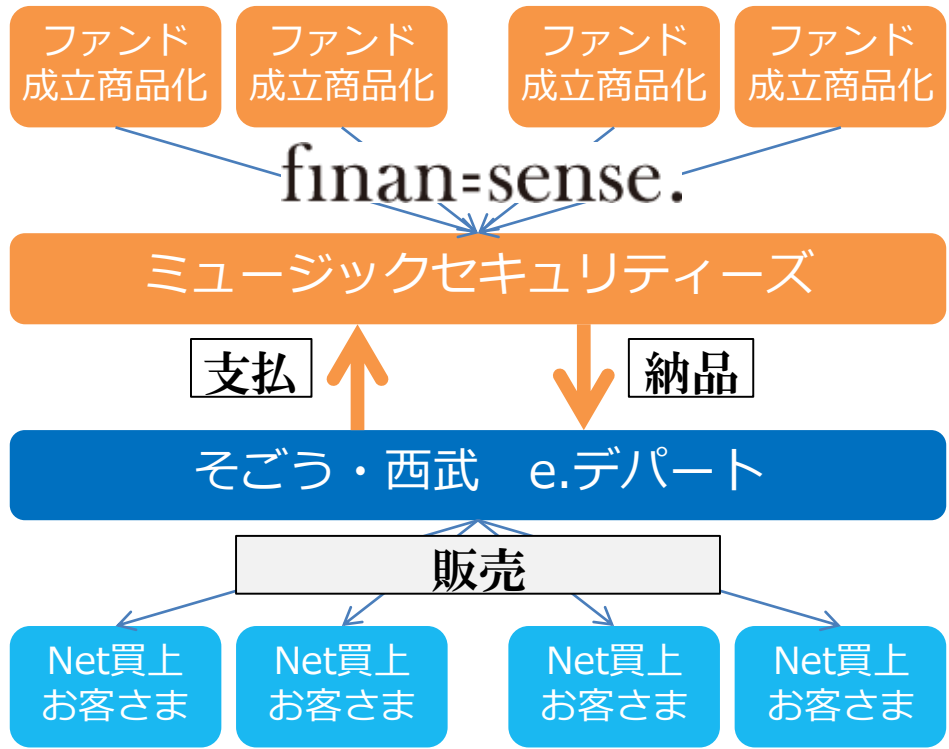 ファンド
成立商品化
ファンド
成立商品化
ファンド
成立商品化
ファンド
成立商品化
finan=sense.
ミュージックセキュリティーズ
支払
納品
そごう・西武　e.デパート
販売
Net買上
お客さま
Net買上
お客さま
Net買上
お客さま
Net買上
お客さま